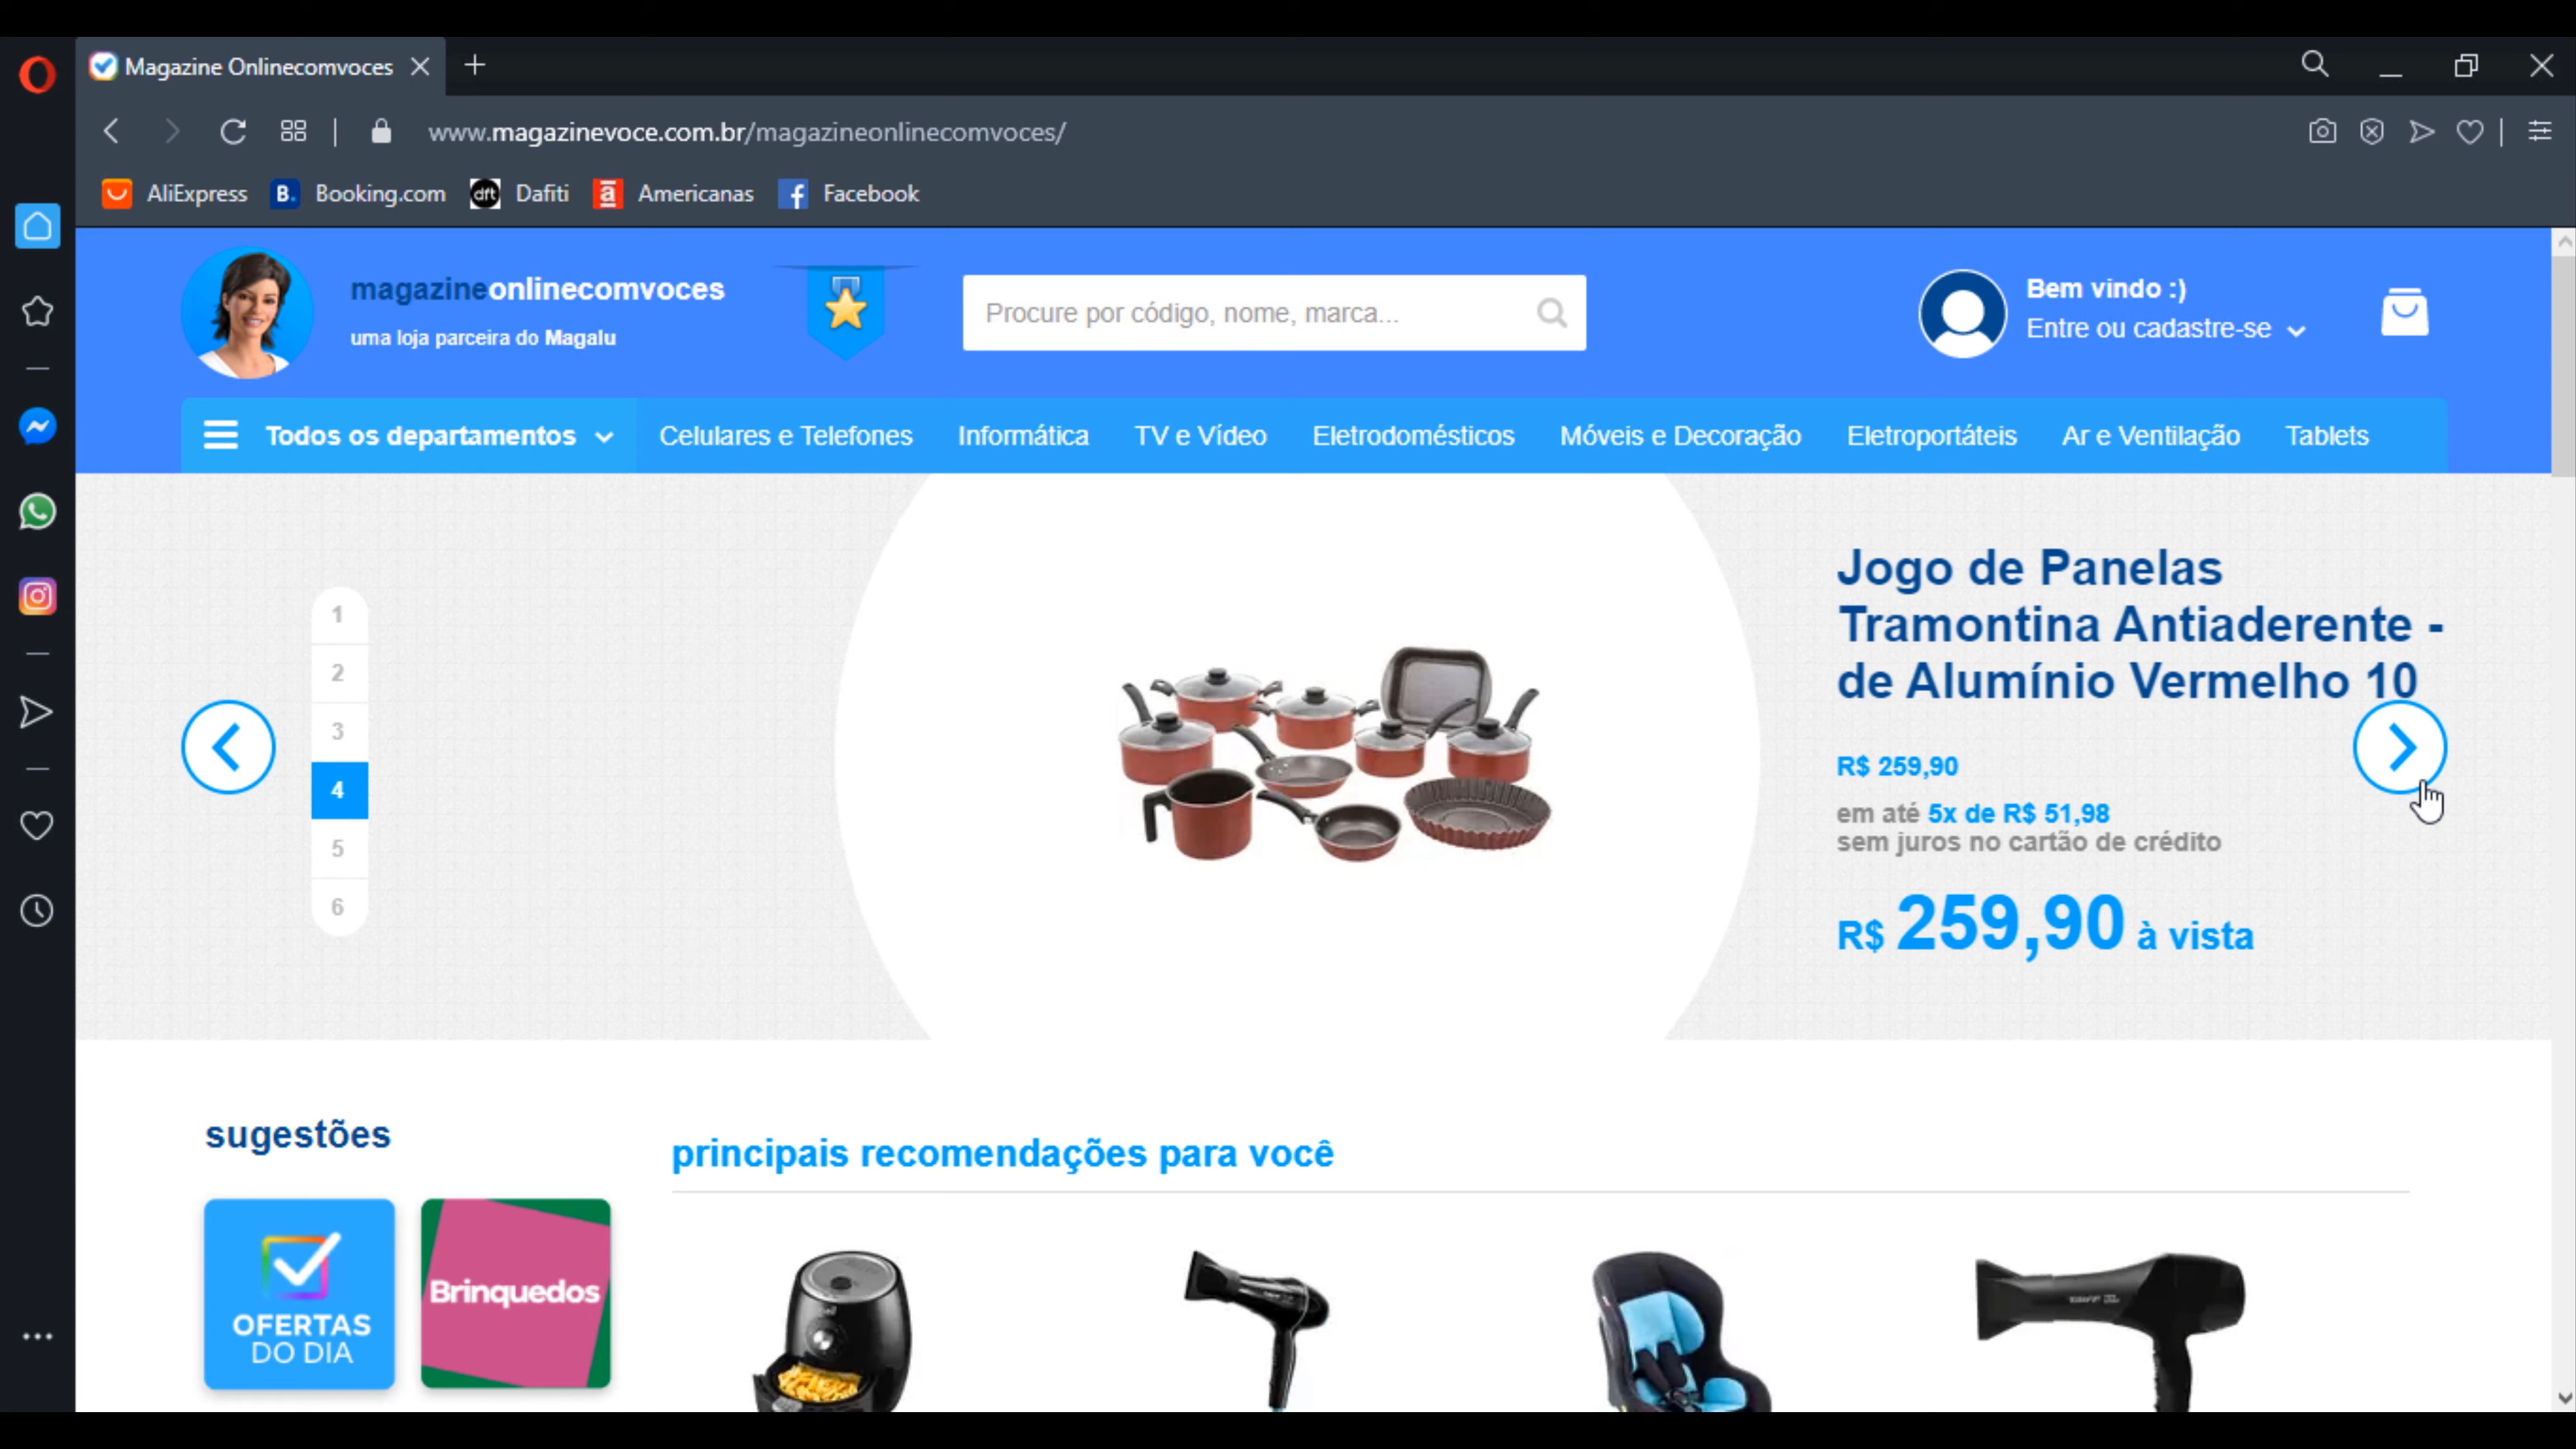 Magazine Onlinecomvoces
www.magazinevoce.com.br/magazineonlinecomvoces/
AliExpress B. Booking.com dft Dafiti a Americanas f Facebook
magazineonlinecomvoces
uma loja parceira do Magalu
Procure por código, nome, marca...
Bem vindo :)
Entre ou cadastre-se
Todos os departamentos Celulares e Telefones Informática TV e Vídeo Eletrodomésticos Móveis e Decoração Eletroportáteis Ar e Ventilação Tablets
1
2
3
4
5
6
Jogo de Panelas
Tramontina Antiaderente -
de Alumínio Vermelho 10
R$ 259,90
em até 5x de R$ 51,98
sem juros no cartão de crédito
R$ 259,90 à vista
sugestões
principais recomendações para você
OFERTAS
DO DIA
Brinquedos